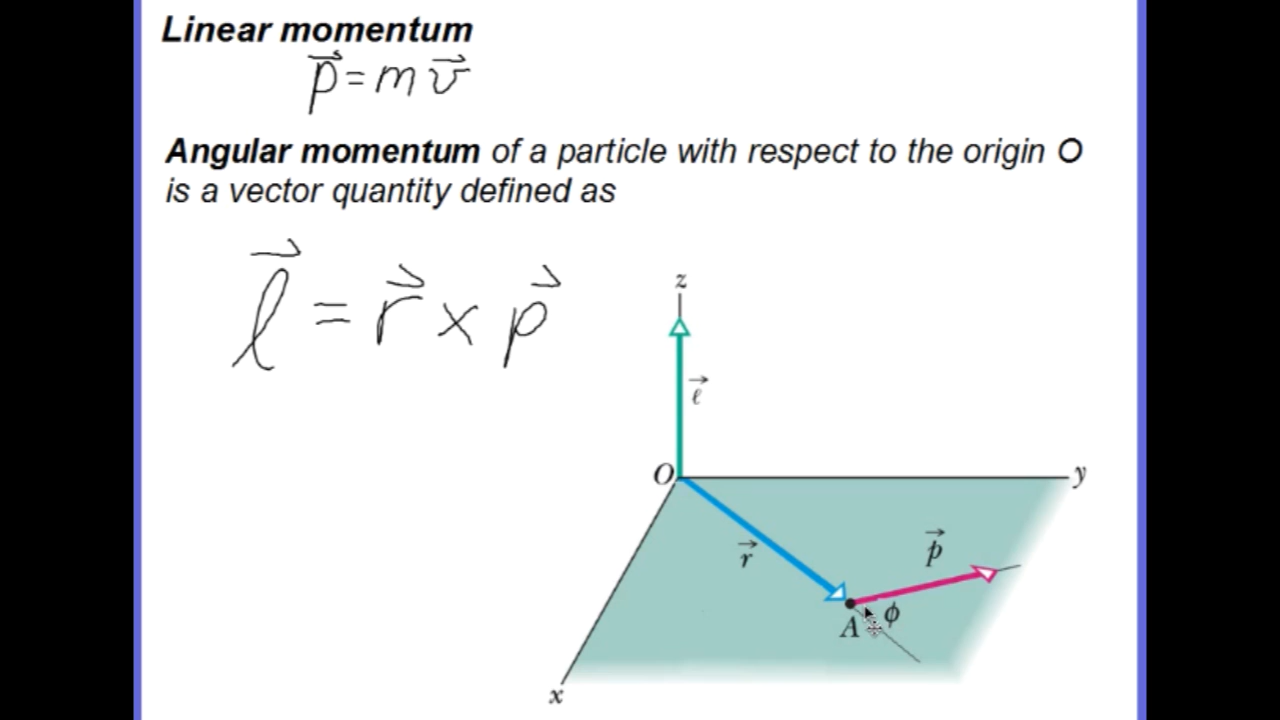 Linear momentum
p⃗ = m v⃗
Angular momentum of a particle with respect to the origin O
is a vector quantity defined as
ℓ⃗ = r⃗ × p⃗
z
ℓ⃗
O
y
r⃗
p⃗
A
ϕ
x